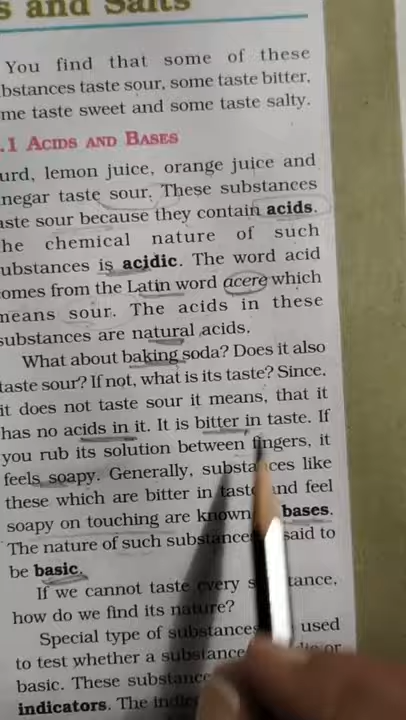 s and Salts
You find that some of these
bstances taste sour, some taste bitter,
me taste sweet and some taste salty.
.1 ACIDS AND BASES
urd, lemon juice, orange juice and
negar taste sour. These substances
aste sour because they contain acids.
he chemical nature of such
ubstances is acidic. The word acid
omes from the Latin word acere which
means sour. The acids in these
substances are natural acids.
What about baking soda? Does it also
taste sour? If not, what is its taste? Since,
it does not taste sour it means, that it
has no acids in it. It is bitter in taste. If
you rub its solution between fingers, it
feels soapy. Generally, substances like
these which are bitter in taste and feel
soapy on touching are known bases.
The nature of such substance said to
be basic.
If we cannot taste every s tance,
how do we find its nature?
Special type of substances used
to test whether a substance or
basic. These substance
indicators. The